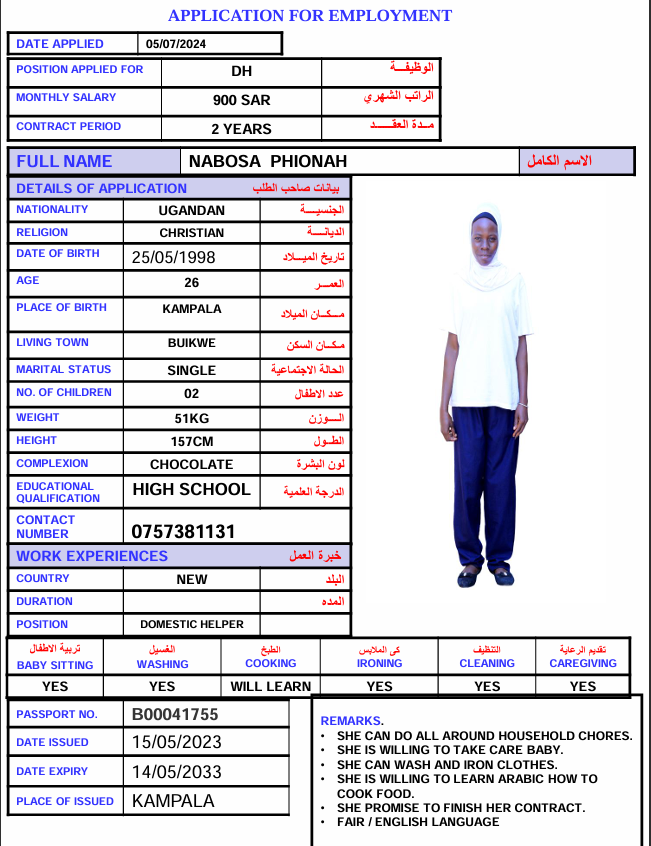 APPLICATION FOR EMPLOYMENT
DATE APPLIED 05/07/2024
POSITION APPLIED FOR DH الوظيفـــة
MONTHLY SALARY 900 SAR الراتب الشهري
CONTRACT PERIOD 2 YEARS مــدة العقـــد
FULL NAME NABOSA PHIONAH الاسم الكامل
DETAILS OF APPLICATION بيانات صاحب الطلب
NATIONALITY UGANDAN الجنسيـــة
RELIGION CHRISTIAN الديانـــة
DATE OF BIRTH 25/05/1998 تاريخ الميـــلاد
AGE 26 العمـــر
PLACE OF BIRTH KAMPALA مــكــان الميلاد
LIVING TOWN BUIKWE مـكــان السكن
MARITAL STATUS SINGLE الحالة الاجتماعية
NO. OF CHILDREN 02 عدد الاطفال
WEIGHT 51KG الـــوزن
HEIGHT 157CM الطــول
COMPLEXION CHOCOLATE لون البشرة
EDUCATIONAL QUALIFICATION HIGH SCHOOL الدرجة العلمية
CONTACT NUMBER 0757381131
WORK EXPERIENCES خبرة العمل
COUNTRY NEW البلد
DURATION المده
POSITION DOMESTIC HELPER
تربية الاطفال الغسيل الطبخ كى الملابس التنظيف تقديم الرعاية
BABY SITTING WASHING COOKING IRONING CLEANING CAREGIVING
YES YES WILL LEARN YES YES YES
PASSPORT NO. B00041755
DATE ISSUED 15/05/2023
DATE EXPIRY 14/05/2033
PLACE OF ISSUED KAMPALA
REMARKS.
• SHE CAN DO ALL AROUND HOUSEHOLD CHORES.
• SHE IS WILLING TO TAKE CARE BABY.
• SHE CAN WASH AND IRON CLOTHES.
• SHE IS WILLING TO LEARN ARABIC HOW TO
COOK FOOD.
• SHE PROMISE TO FINISH HER CONTRACT.
• FAIR / ENGLISH LANGUAGE